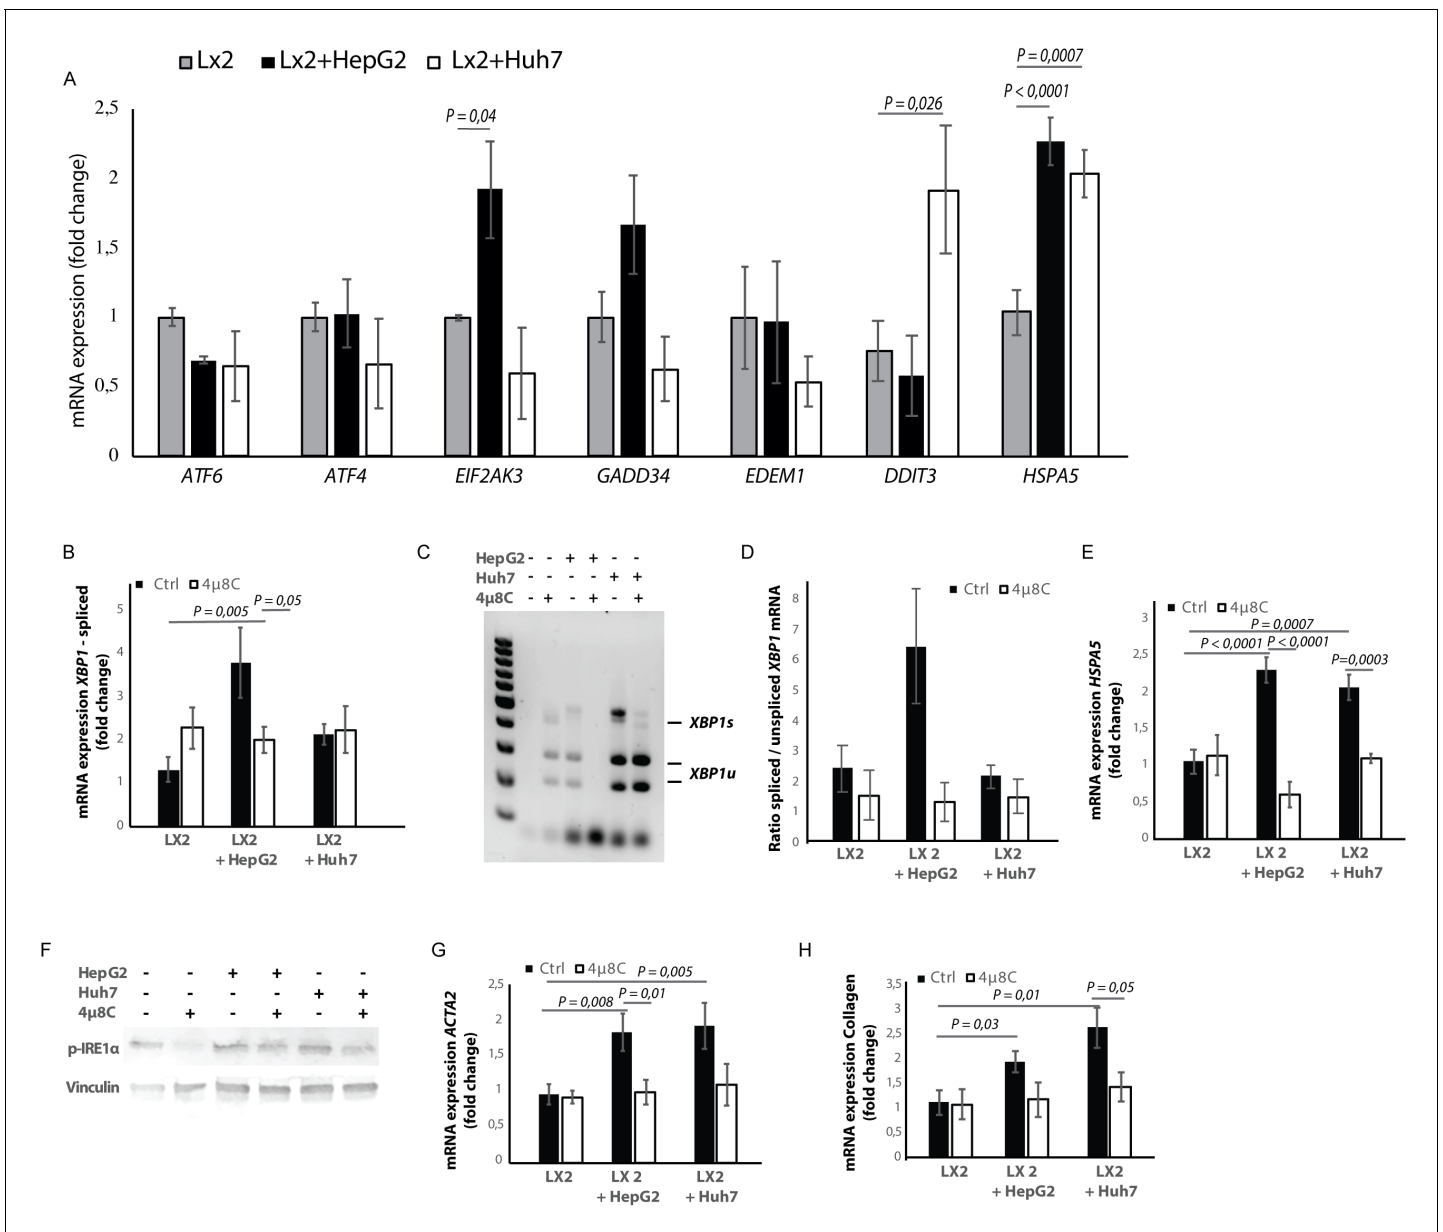 Lx2 Lx2+HepG2 Lx2+Huh7
A
P = 0,0007
P < 0,0001
P = 0,026
P = 0,04
mRNA expression (fold change)
2,5
2
1,5
1
0,5
0
ATF6 ATF4 EIF2AK3 GADD34 EDEM1 DDIT3 HSPA5
B
Ctrl 4µ8C
P = 0,05
P = 0,005
mRNA expression XBP1 - spliced
(fold change)
5
4
3
2
1
0
LX2 LX2 LX2
+ HepG2 + Huh7
C
HepG2 - - + + - -
Huh7 - - - - + +
4µ8C - + - + - +
XBP1s
XBP1u
D
Ctrl 4µ8C
Ratio spliced / unspliced XBP1 mRNA
8
7
6
5
4
3
2
1
0
LX2 LX 2 LX2
+ HepG2 + Huh7
E
Ctrl 4µ8C
P = 0,0007
P < 0,0001 P < 0,0001
P=0,0003
mRNA expression HSPA5
(fold change)
3
2,5
2
1,5
1
0,5
0
LX2 LX 2 LX2
+ HepG2 + Huh7
F
HepG2 - - + + - -
Huh7 - - - - + +
4µ8C - + - + - +
p-IRE1α
Vinculin
G
Ctrl 4µ8C
P = 0,005
P = 0,01
P = 0,008
mRNA expression ACTA2
(fold change)
2,5
2
1,5
1
0,5
0
LX2 LX 2 LX2
+ HepG2 + Huh7
H
Ctrl 4µ8C
P = 0,05
P = 0,01
P = 0,03
mRNA expression Collagen
(fold change)
3,5
3
2,5
2
1,5
1
0,5
0
LX2 LX 2 LX2
+ HepG2 + Huh7